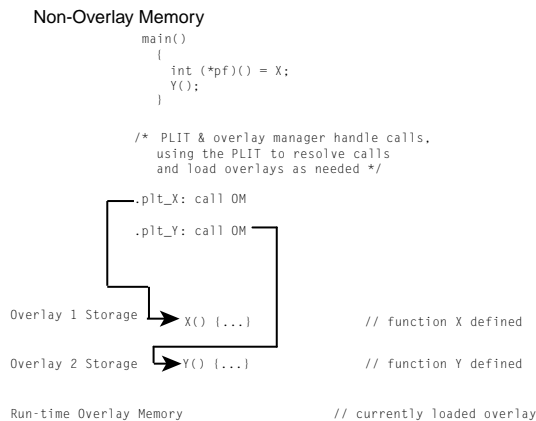 Non-Overlay Memory
main()
{
int (*pf)() = X;
Y();
}
/* PLIT & overlay manager handle calls,
using the PLIT to resolve calls
and load overlays as needed */
.plt_X: call OM
.plt_Y: call OM
Overlay 1 Storage X() {...} // function X defined
Overlay 2 Storage Y() {...} // function Y defined
Run-time Overlay Memory // currently loaded overlay